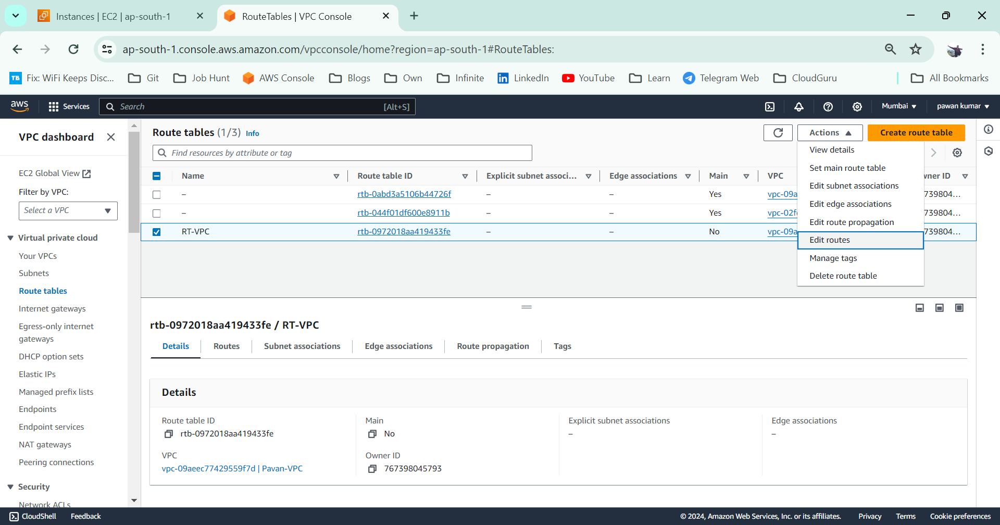 Instances | EC2 | ap-south-1
RouteTables | VPC Console
ap-south-1.console.aws.amazon.com/vpcconsole/home?region=ap-south-1#RouteTables:
TB Fix: WiFi Keeps Disc... Git Job Hunt AWS Console Blogs Own Infinite LinkedIn YouTube Learn Telegram Web CloudGuru All Bookmarks
aws Services Search [Alt+S] Mumbai pawan kumar
VPC dashboard
EC2 Global View
Filter by VPC:
Select a VPC
Virtual private cloud
Your VPCs
Subnets
Route tables
Internet gateways
Egress-only internet
gateways
DHCP option sets
Elastic IPs
Managed prefix lists
Endpoints
Endpoint services
NAT gateways
Peering connections
Security
Network ACLs
Route tables (1/3) Info
Actions
Create route table
Find resources by attribute or tag
Name Route table ID Explicit subnet associ... Edge associations Main VPC wner ID
– rtb-0abd3a5106b44726f – – Yes vpc-09a 739804...
– rtb-044f01df600e8911b – – Yes vpc-02f 739804...
RT-VPC rtb-0972018aa419433fe – – No vpc-09a 739804...
View details
Set main route table
Edit subnet associations
Edit edge associations
Edit route propagation
Edit routes
Manage tags
Delete route table
rtb-0972018aa419433fe / RT-VPC
Details Routes Subnet associations Edge associations Route propagation Tags
Details
Route table ID
rtb-0972018aa419433fe
Main
No
Explicit subnet associations
–
Edge associations
–
VPC
vpc-09aeec77429559f7d | Pavan-VPC
Owner ID
767398045793
CloudShell Feedback © 2024, Amazon Web Services, Inc. or its affiliates. Privacy Terms Cookie preferences